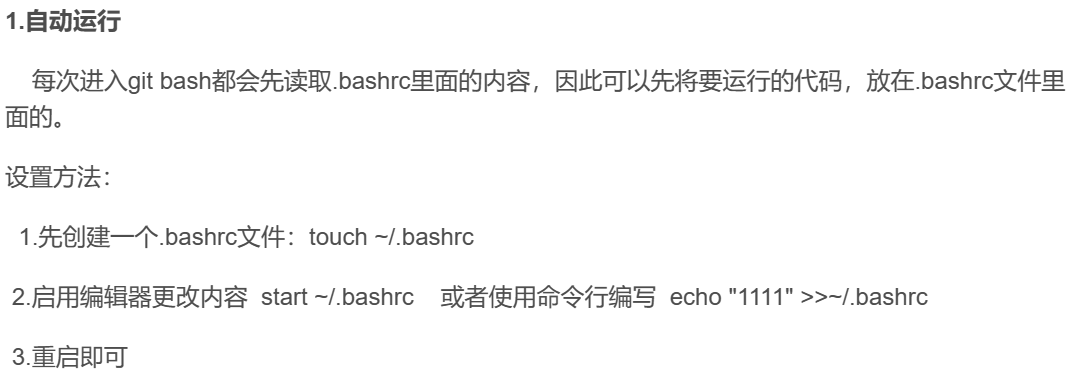 1.自动运行
每次进入git bash都会先读取.bashrc里面的内容，因此可以先将要运行的代码，放在.bashrc文件里
面的。
设置方法：
1.先创建一个.bashrc文件：touch ~/.bashrc
2.启用编辑器更改内容  start ~/.bashrc    或者使用命令行编写  echo "1111" >>~/.bashrc
3.重启即可